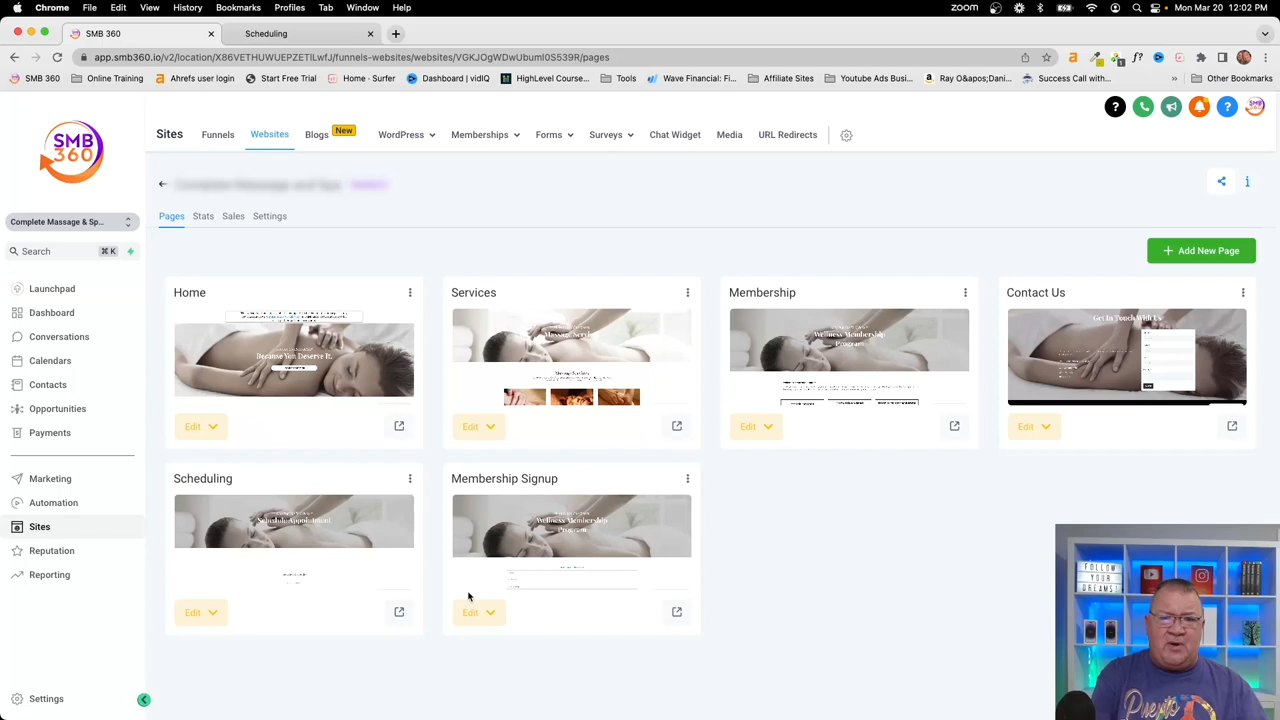 Chrome File Edit View History Bookmarks Profiles Tab Window Help
zoom Mon Mar 20 12:02 PM
SMB 360
Scheduling
app.smb360.io/v2/location/X86VETHUWUEPZETILwfJ/funnels-websites/websites/VGKJOgWDwUbumI0S539R/pages
SMB 360 Online Training Ahrefs user Start Free Trial Home - Surfer Dashboard | vidIQ HighLevel Course... Tools Wave Financial: Fi... Affiliate Sites Youtube Ads Busi... Ray O&apos;Dani... Success Call with... » Other Bookmarks
SMB
360
Sites Funnels Websites Blogs New WordPress Memberships Forms Surveys Chat Widget Media URL Redirects
Complete Massage & Sp...
Search ⌘ K
Launchpad
Dashboard
Conversations
Calendars
Contacts
Opportunities
Payments
Marketing
Automation
Sites
Reputation
Reporting
Settings
Pages Stats Sales Settings
+ Add New Page
Home
Because You Deserve It.
Edit
Services
Massage Services
Edit
Membership
Wellness Membership
Program
Edit
Contact Us
Get In Touch With Us
Edit
Scheduling
Schedule Appointment
Edit
Membership Signup
Wellness Membership
Program
Edit
FOLLOW
YOUR
DREAMS!
Puerto